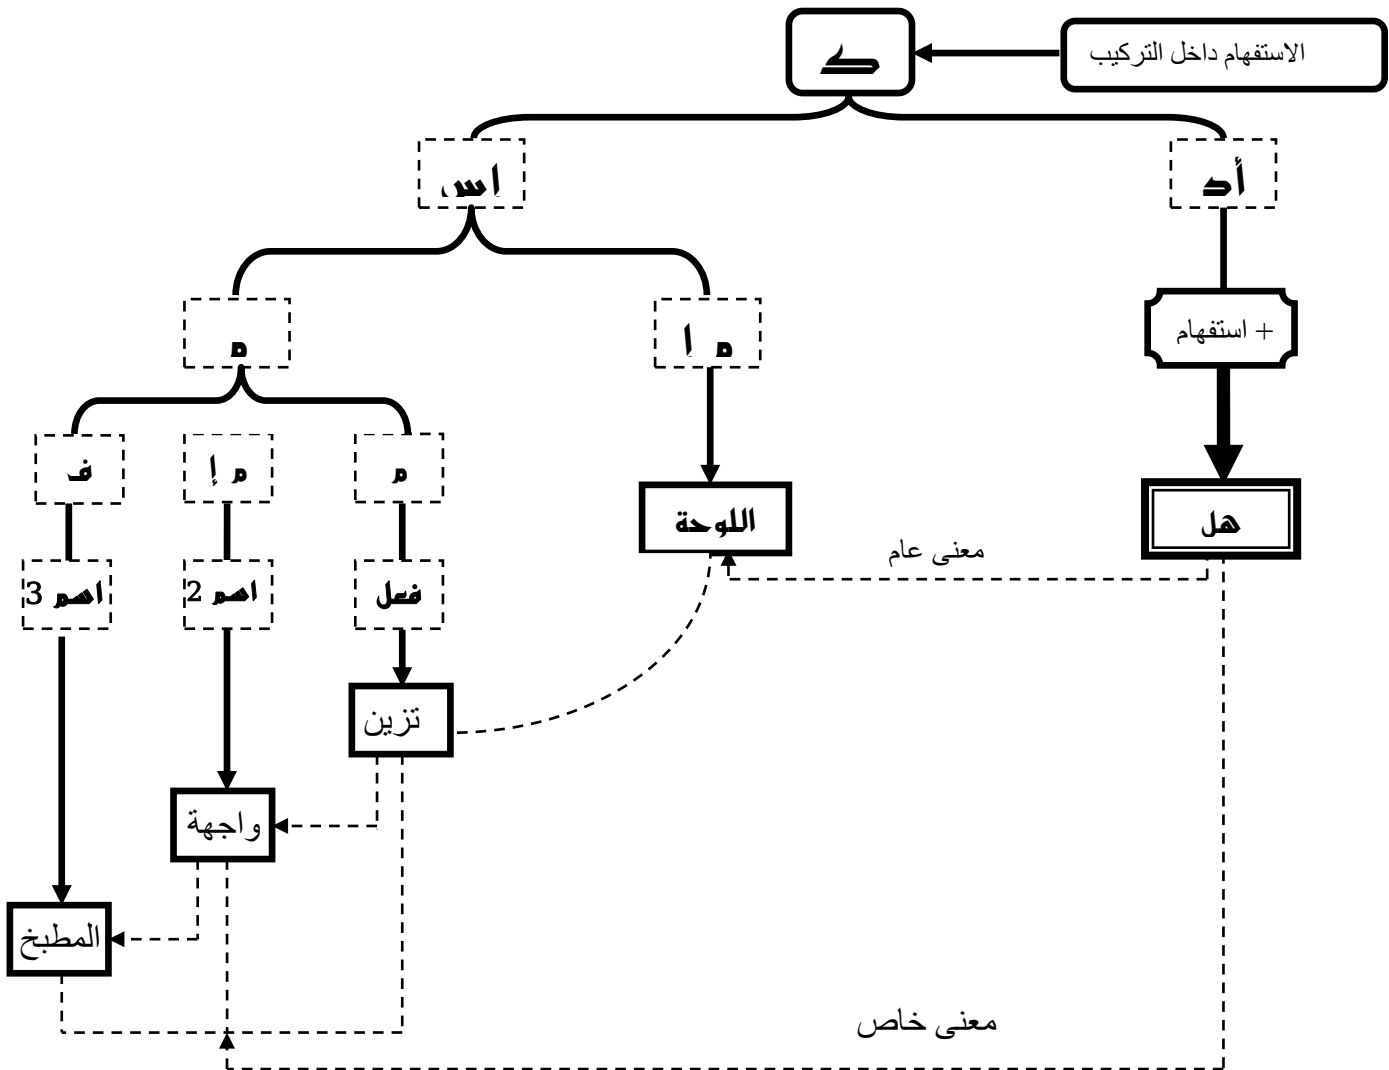 الاستفهام داخل التركيب
ك
أد
إس
+ استفهام
م إ
م
م
م إ
ف
هل
اللوحة
معنى عام
فعل
اسم 2
اسم 3
تزين
واجهة
المطبخ
معنى خاص